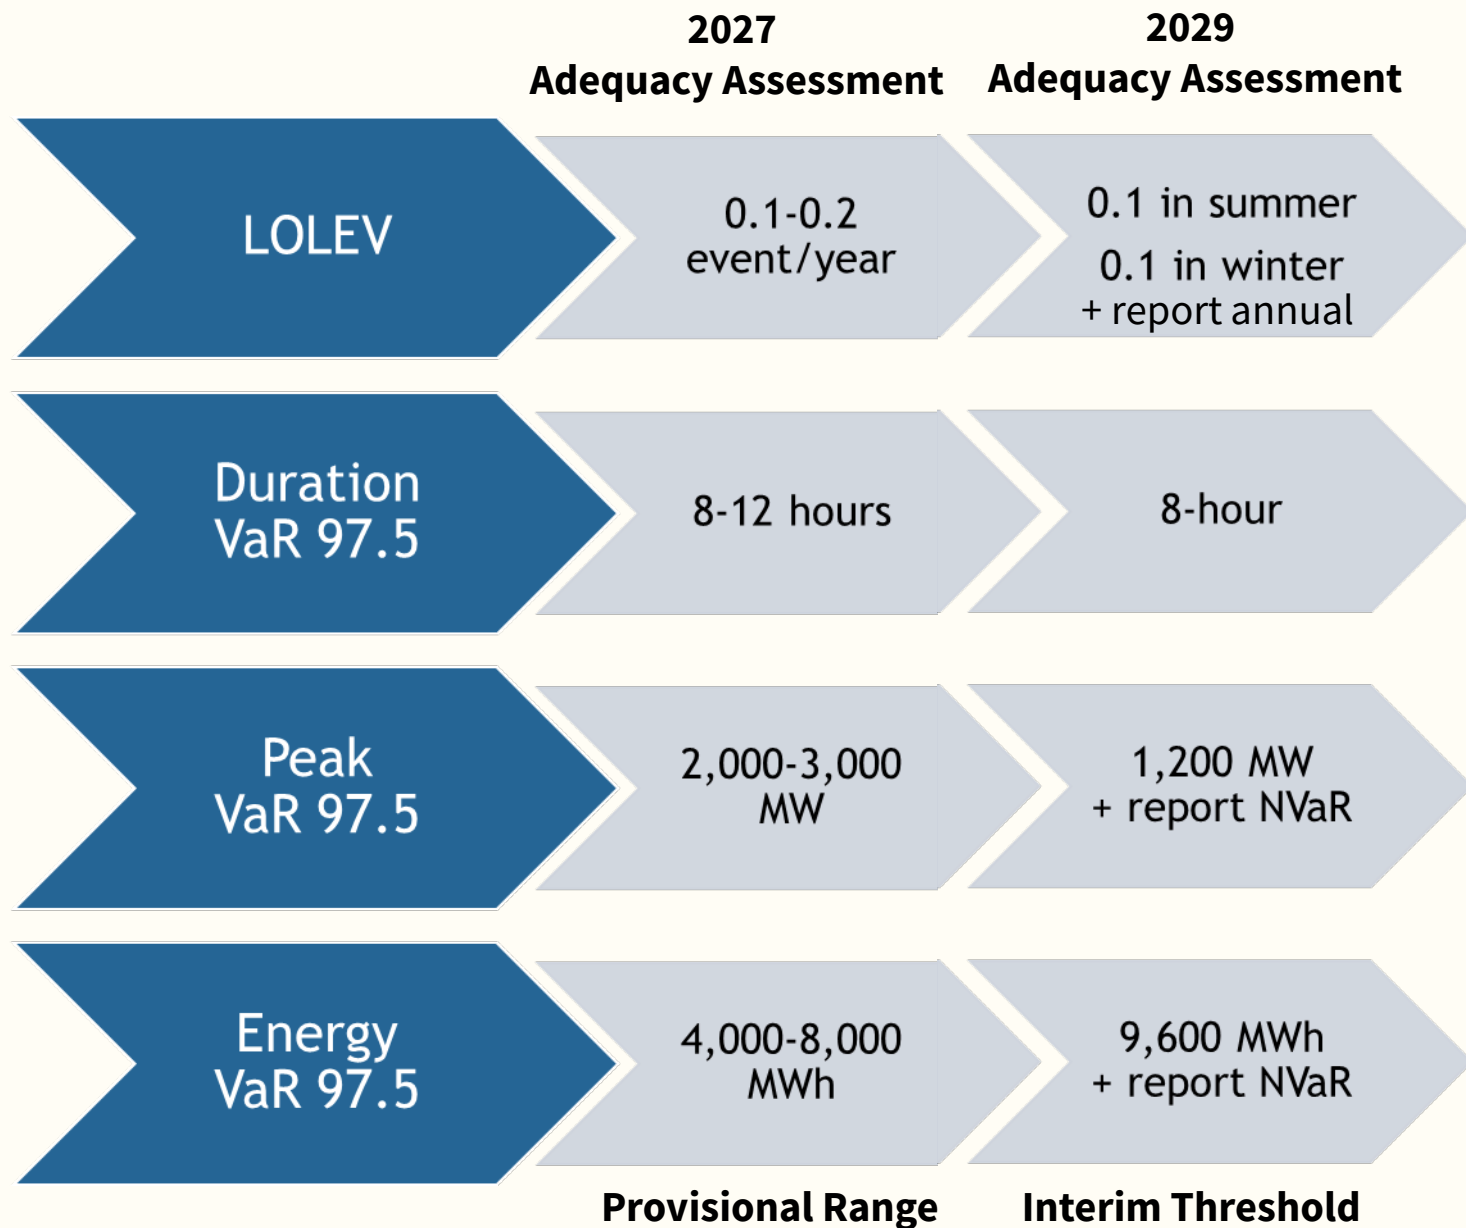 2027
Adequacy Assessment
2029
Adequacy Assessment
LOLEV
0.1-0.2
event/year
0.1 in summer
0.1 in winter
+ report annual
Duration
VaR 97.5
8-12 hours
8-hour
Peak
VaR 97.5
2,000-3,000
MW
1,200 MW
+ report NVaR
Energy
VaR 97.5
4,000-8,000
MWh
9,600 MWh
+ report NVaR
Provisional Range
Interim Threshold